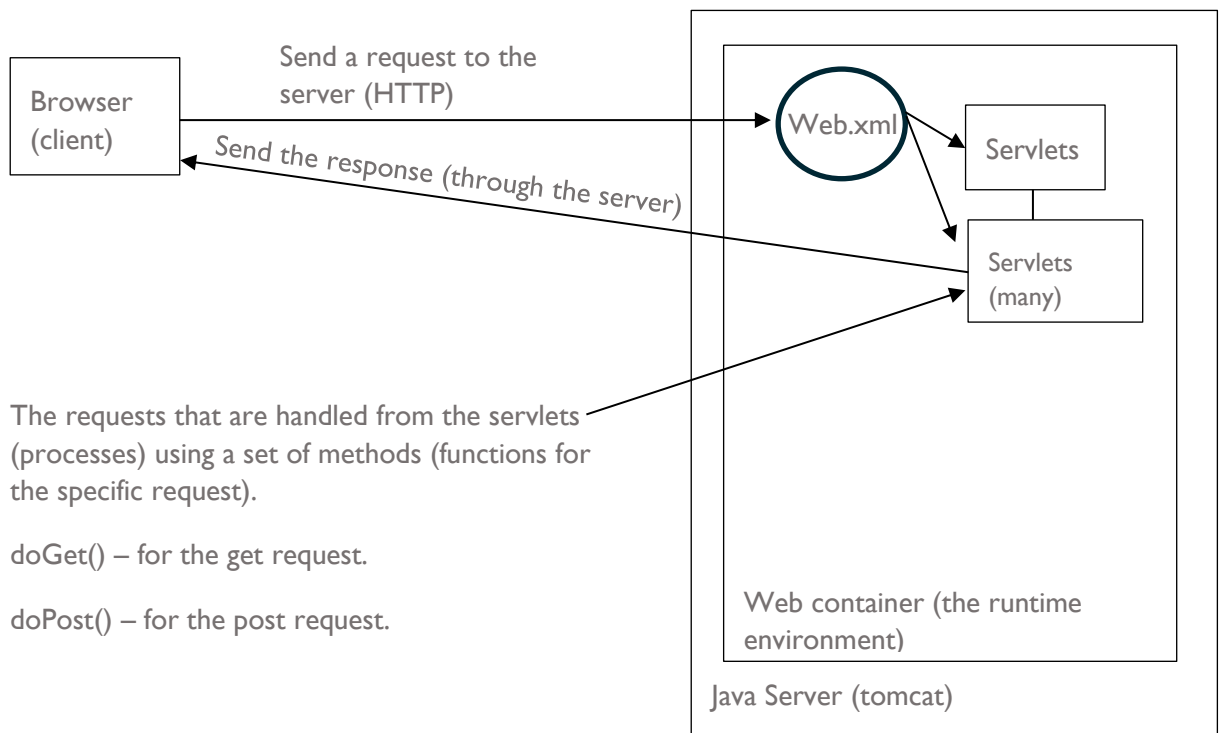 Send a request to the
server (HTTP)
Browser
(client)
Send the response (through the server)
Web.xml
Servlets
Servlets
(many)
The requests that are handled from the servlets
(processes) using a set of methods (functions for
the specific request).
doGet() – for the get request.
doPost() – for the post request.
Web container (the runtime
environment)
Java Server (tomcat)